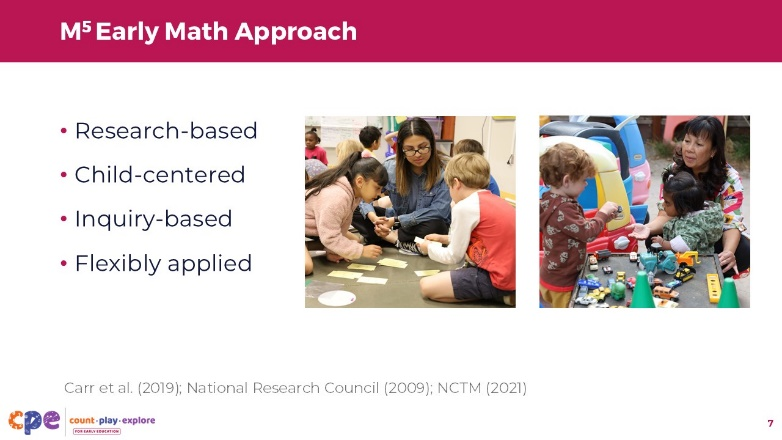 M⁵ Early Math Approach
• Research-based
• Child-centered
• Inquiry-based
• Flexibly applied
Carr et al. (2019); National Research Council (2009); NCTM (2021)
cpe
count·play·explore
FOR EARLY EDUCATION
7